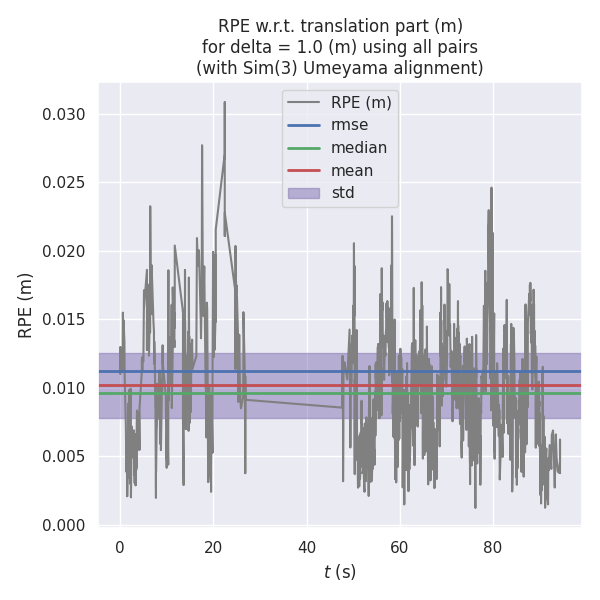 RPE w.r.t. translation part (m)
for delta = 1.0 (m) using all pairs
(with Sim(3) Umeyama alignment)
RPE (m)
rmse
median
mean
std
0.030
0.025
0.020
0.015
0.010
0.005
0.000
RPE (m)
0 20 40 60 80
t (s)